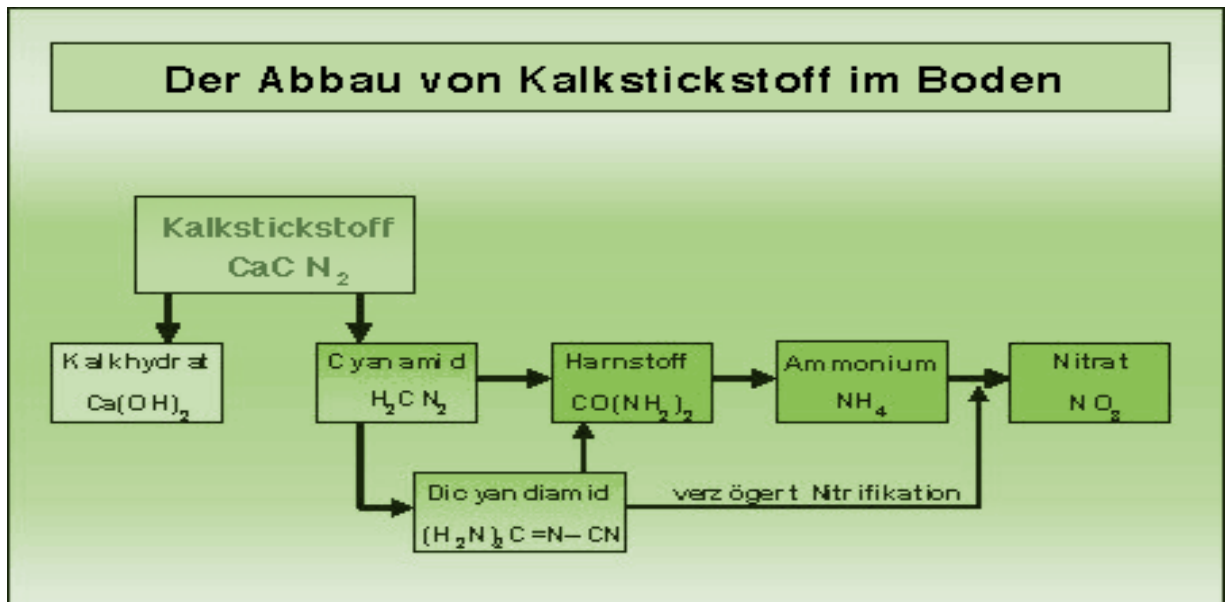 Der Abbau von Kalkstickstoff im Boden
Kalkstickstoff
CaCN₂
Kalkhydrat
Ca(OH)₂
Cyanamid
H₂CN₂
Harnstoff
CO(NH₂)₂
Ammonium
NH₄
Nitrat
NO₃
Dicyandiamid
(H₂N)₂C=N–CN
verzögert Nitrifikation